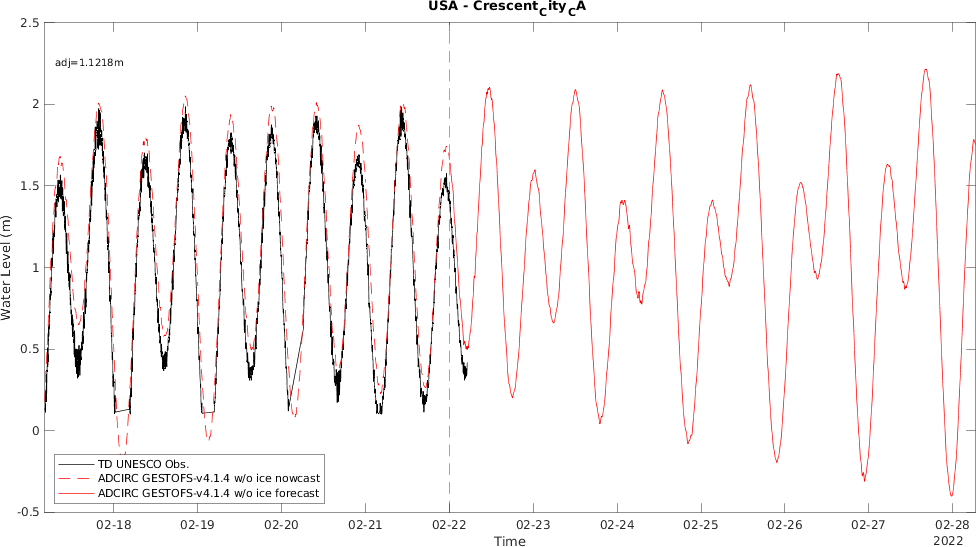 USA - CrescentCityCA
2.5
adj=1.1218m
2
1.5
1
0.5
0
-0.5
Water Level (m)
TD UNESCO Obs.
ADCIRC GESTOFS-v4.1.4 w/o ice nowcast
ADCIRC GESTOFS-v4.1.4 w/o ice forecast
02-18 02-19 02-20 02-21 02-22 02-23 02-24 02-25 02-26 02-27 02-28
Time
2022